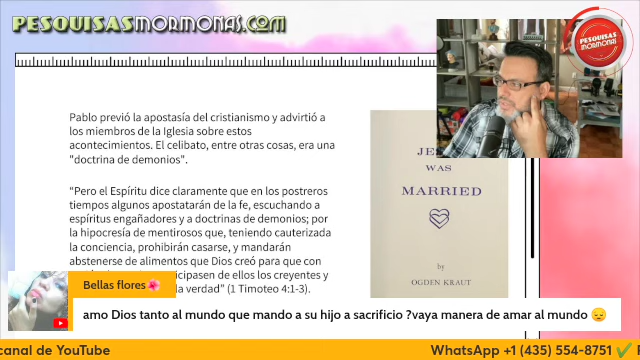 PESQUISASMORMONAS.COM
PESQUISAS
MORMONAS
Pablo previó la apostasía del cristianismo y advirtió a
los miembros de la Iglesia sobre estos
acontecimientos. El celibato, entre otras cosas, era una
"doctrina de demonios".
"Pero el Espíritu dice claramente que en los postreros
tiempos algunos apostatarán de la fe, escuchando a
espíritus engañadores y a doctrinas de demonios; por
la hipocresía de mentirosos que, teniendo cauterizada
la conciencia, prohibirán casarse, y mandarán
abstenerse de alimentos que Dios creó para que con
de ellos los creyentes y
la verdad" (1 Timoteo 4:1-3).
WAS
MARRIED
by
OGDEN KRAUT
Bellas flores
amo Dios tanto al mundo que mando a su hijo a sacrificio ?vaya manera de amar al mundo
canal de YouTube
WhatsApp +1 (435) 554-8751